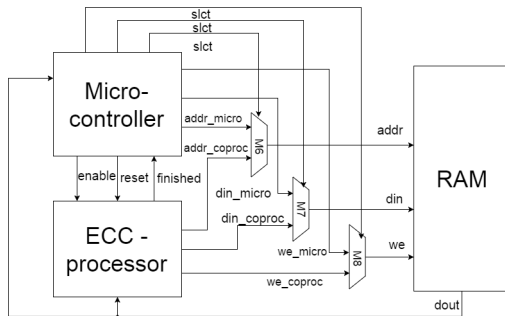 slct
slct
slct
Micro-
controller
addr_micro
addr_coproc
M6
addr
RAM
enable
reset
finished
din_micro
din_coproc
M7
din
ECC -
processor
we_micro
we_coproc
M8
we
dout